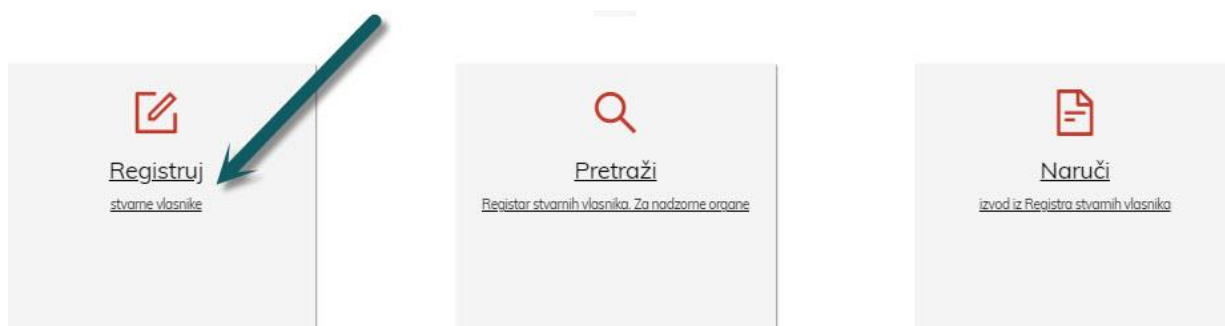 Registruj
stvarne vlasnike
Pretraži
Registar stvarnih vlasnika. Za nadzorne organe
Naruči
izvod iz Registra stvarnih vlasnika